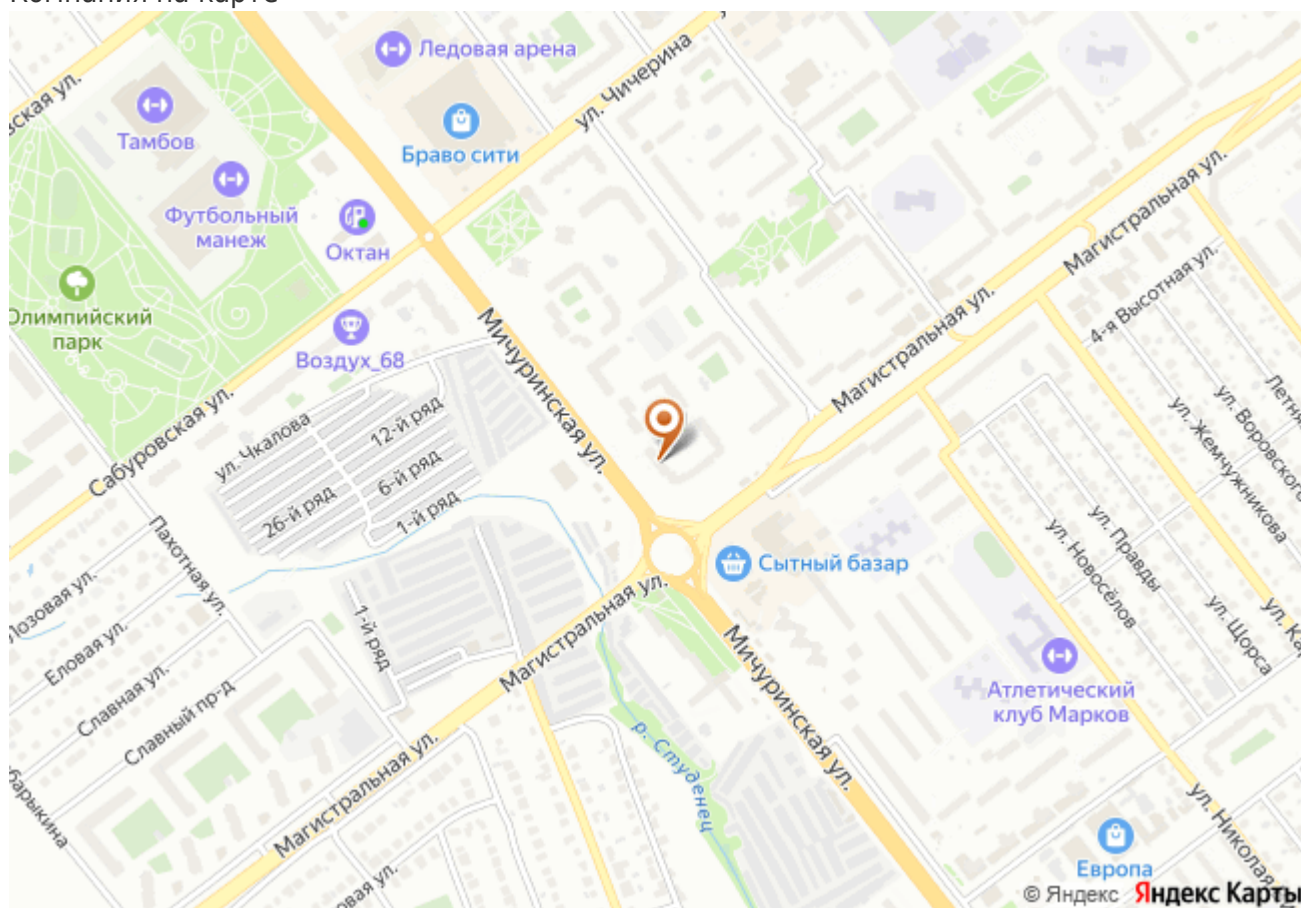 Компания на карте
Ледовая арена
ул. Чичерина
Тамбов
Браво сити
Футбольный
манеж
Октан
Магистральная ул.
4-я Высотная ул.
Олимпийский
парк
Воздух_68
Мичуринская ул.
Магистральная ул.
ул. Воровского
ул. Жемчужникова
Сабуровская ул.
ул. Чкалова
12-й ряд
6-й ряд
26-й ряд
1-й ряд
Пахотная ул.
Сытный базар
ул. Правды
ул. Новосёлов
ул. Щорса
Лозовая ул.
Еловая ул.
Славная ул.
Славный пр-д
1-й ряд
Магистральная ул.
Мичуринская ул.
Атлетический
клуб Марков
р. Студенец
Магистральная ул.
ул. Николая
Европа
© Яндекс Яндекс Карты